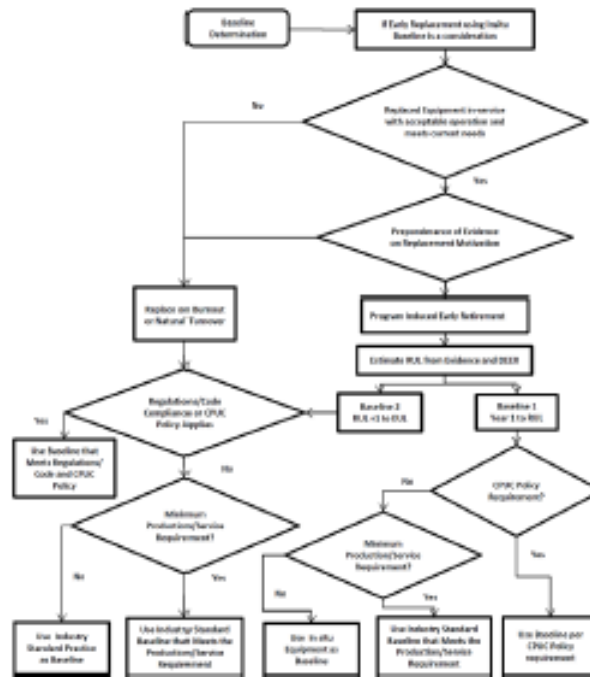 Baseline
Determination
If Early Replacement using Insitu
Baseline is a consideration
Replaced Equipment in-service
with acceptable operation and
meets current needs
No
Yes
Preponderance of Evidence
on Replacement Motivation
Replace on Burnout
or Natural Turnover
Program Induced Early Retirement
Estimate RUL from Evidence and DEER
Regulations/Code
Compliance or CPUC
Policy Applies
Baseline 2
RUL +1 to EUL
Baseline 1
Year 1 to RUL
Yes
Use Baseline that
Meets Regulations/
Code and CPUC
Policy
No
CPUC Policy
Requirement?
No
Minimum
Production/Service
Requirement?
Minimum
Production/Service
Requirement?
Yes
No
Yes
No
Yes
Use Industry
Standard Practice
as Baseline
Use Industry Standard
Baseline that Meets the
Production/Service
Requirement
Use In situ
Equipment as
Baseline
Use Industry Standard
Baseline that Meets the
Production/Service
Requirement
Use Baseline per
CPUC Policy
requirement